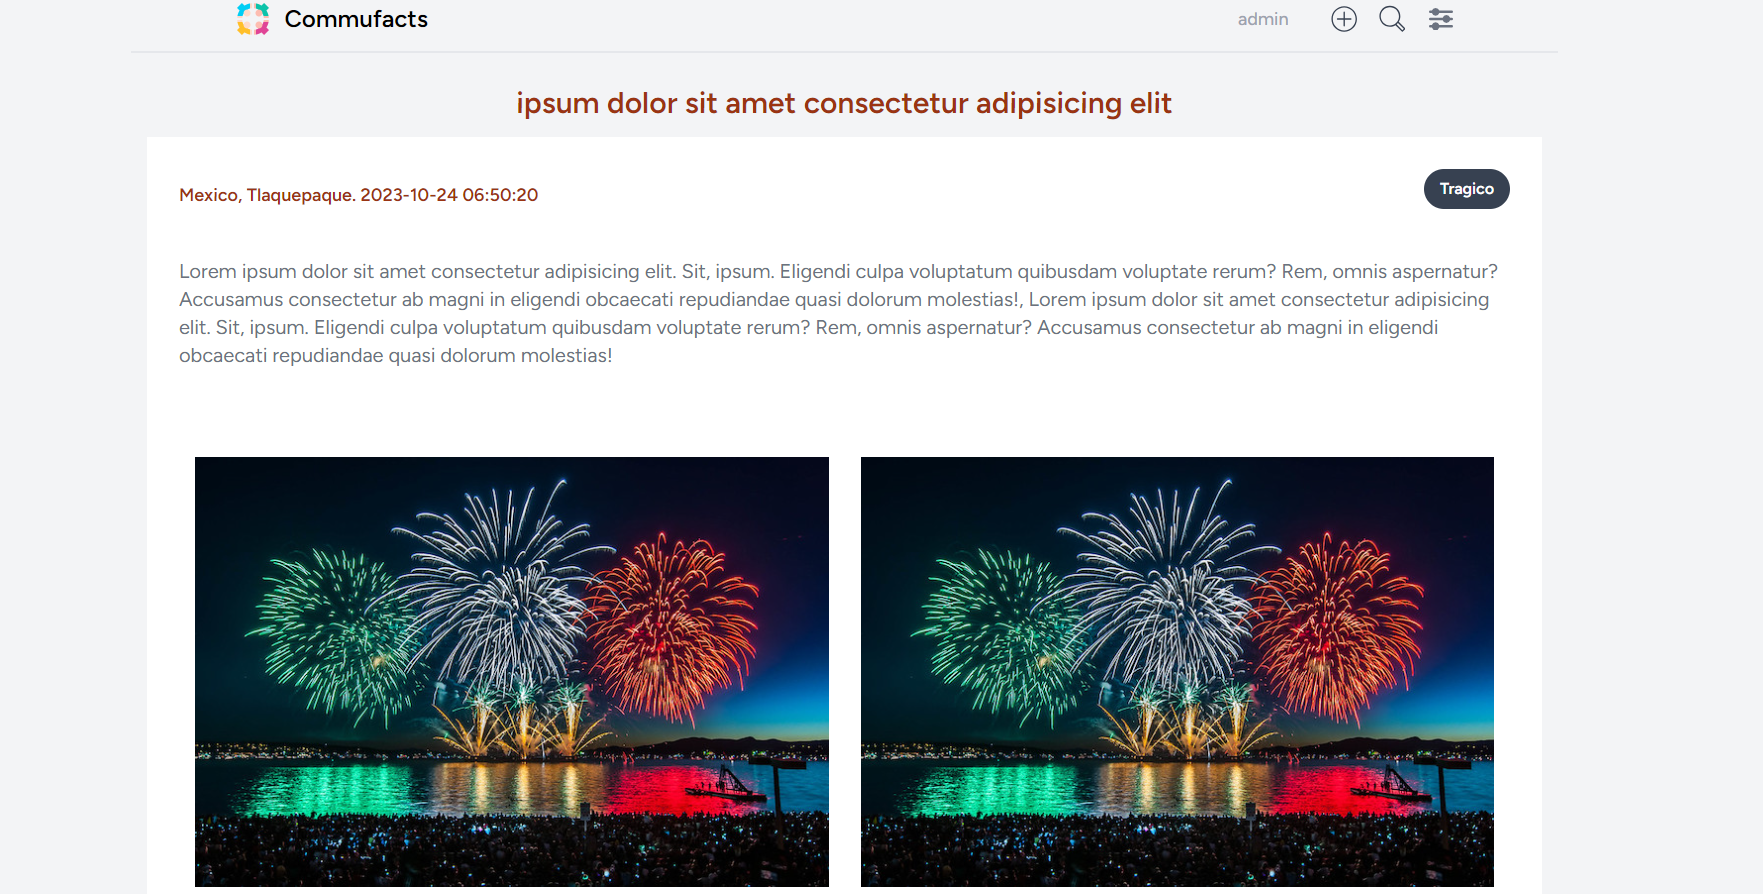 Commufacts
admin
ipsum dolor sit amet consectetur adipisicing elit
Mexico, Tlaquepaque. 2023-10-24 06:50:20
Tragico
Lorem ipsum dolor sit amet consectetur adipisicing elit. Sit, ipsum. Eligendi culpa voluptatum quibusdam voluptate rerum? Rem, omnis aspernatur?
Accusamus consectetur ab magni in eligendi obcaecati repudiandae quasi dolorum molestias!, Lorem ipsum dolor sit amet consectetur adipisicing
elit. Sit, ipsum. Eligendi culpa voluptatum quibusdam voluptate rerum? Rem, omnis aspernatur? Accusamus consectetur ab magni in eligendi
obcaecati repudiandae quasi dolorum molestias!